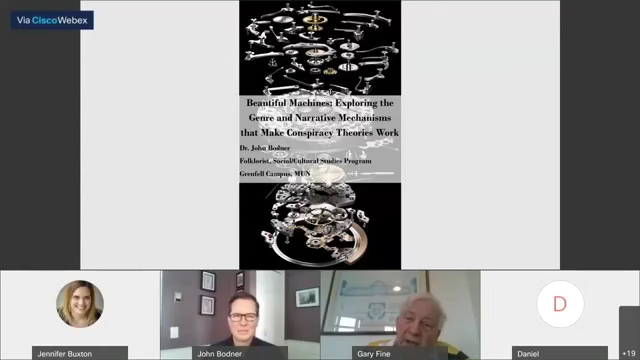 Via CiscoWebex
Beautiful Machines: Exploring the
Genre and Narrative Mechanisms
that Make Conspiracy Theories Work
Dr. John Bodner
Folklorist, Social/Cultural Studies Program
Grenfell Campus, MUN
D
Jennifer Buxton
John Bodner
Gary Fine
Daniel
+19